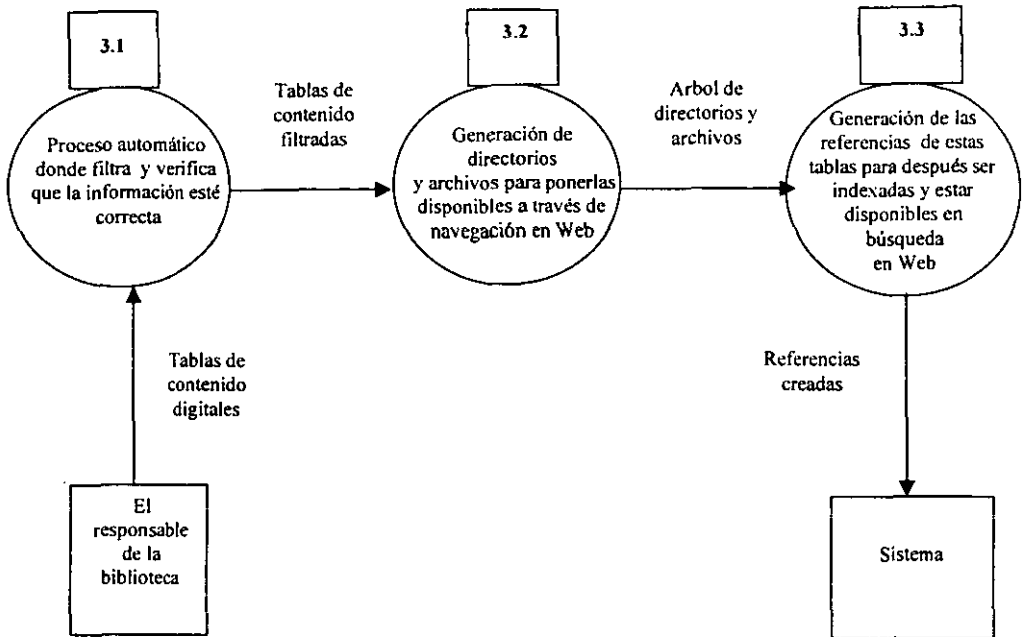 3.1
Proceso automático
donde filtra y verifica
que la información esté
correcta
Tablas de
contenido
filtradas
3.2
Generación de
directorios
y archivos para ponerlas
disponibles a través de
navegación en Web
Arbol de
directorios y
archivos
3.3
Generación de las
referencias de estas
tablas para después ser
indexadas y estar
disponibles en
búsqueda
en Web
Tablas de
contenido
digitales
Referencias
creadas
El
responsable
de la
biblioteca
Sistema